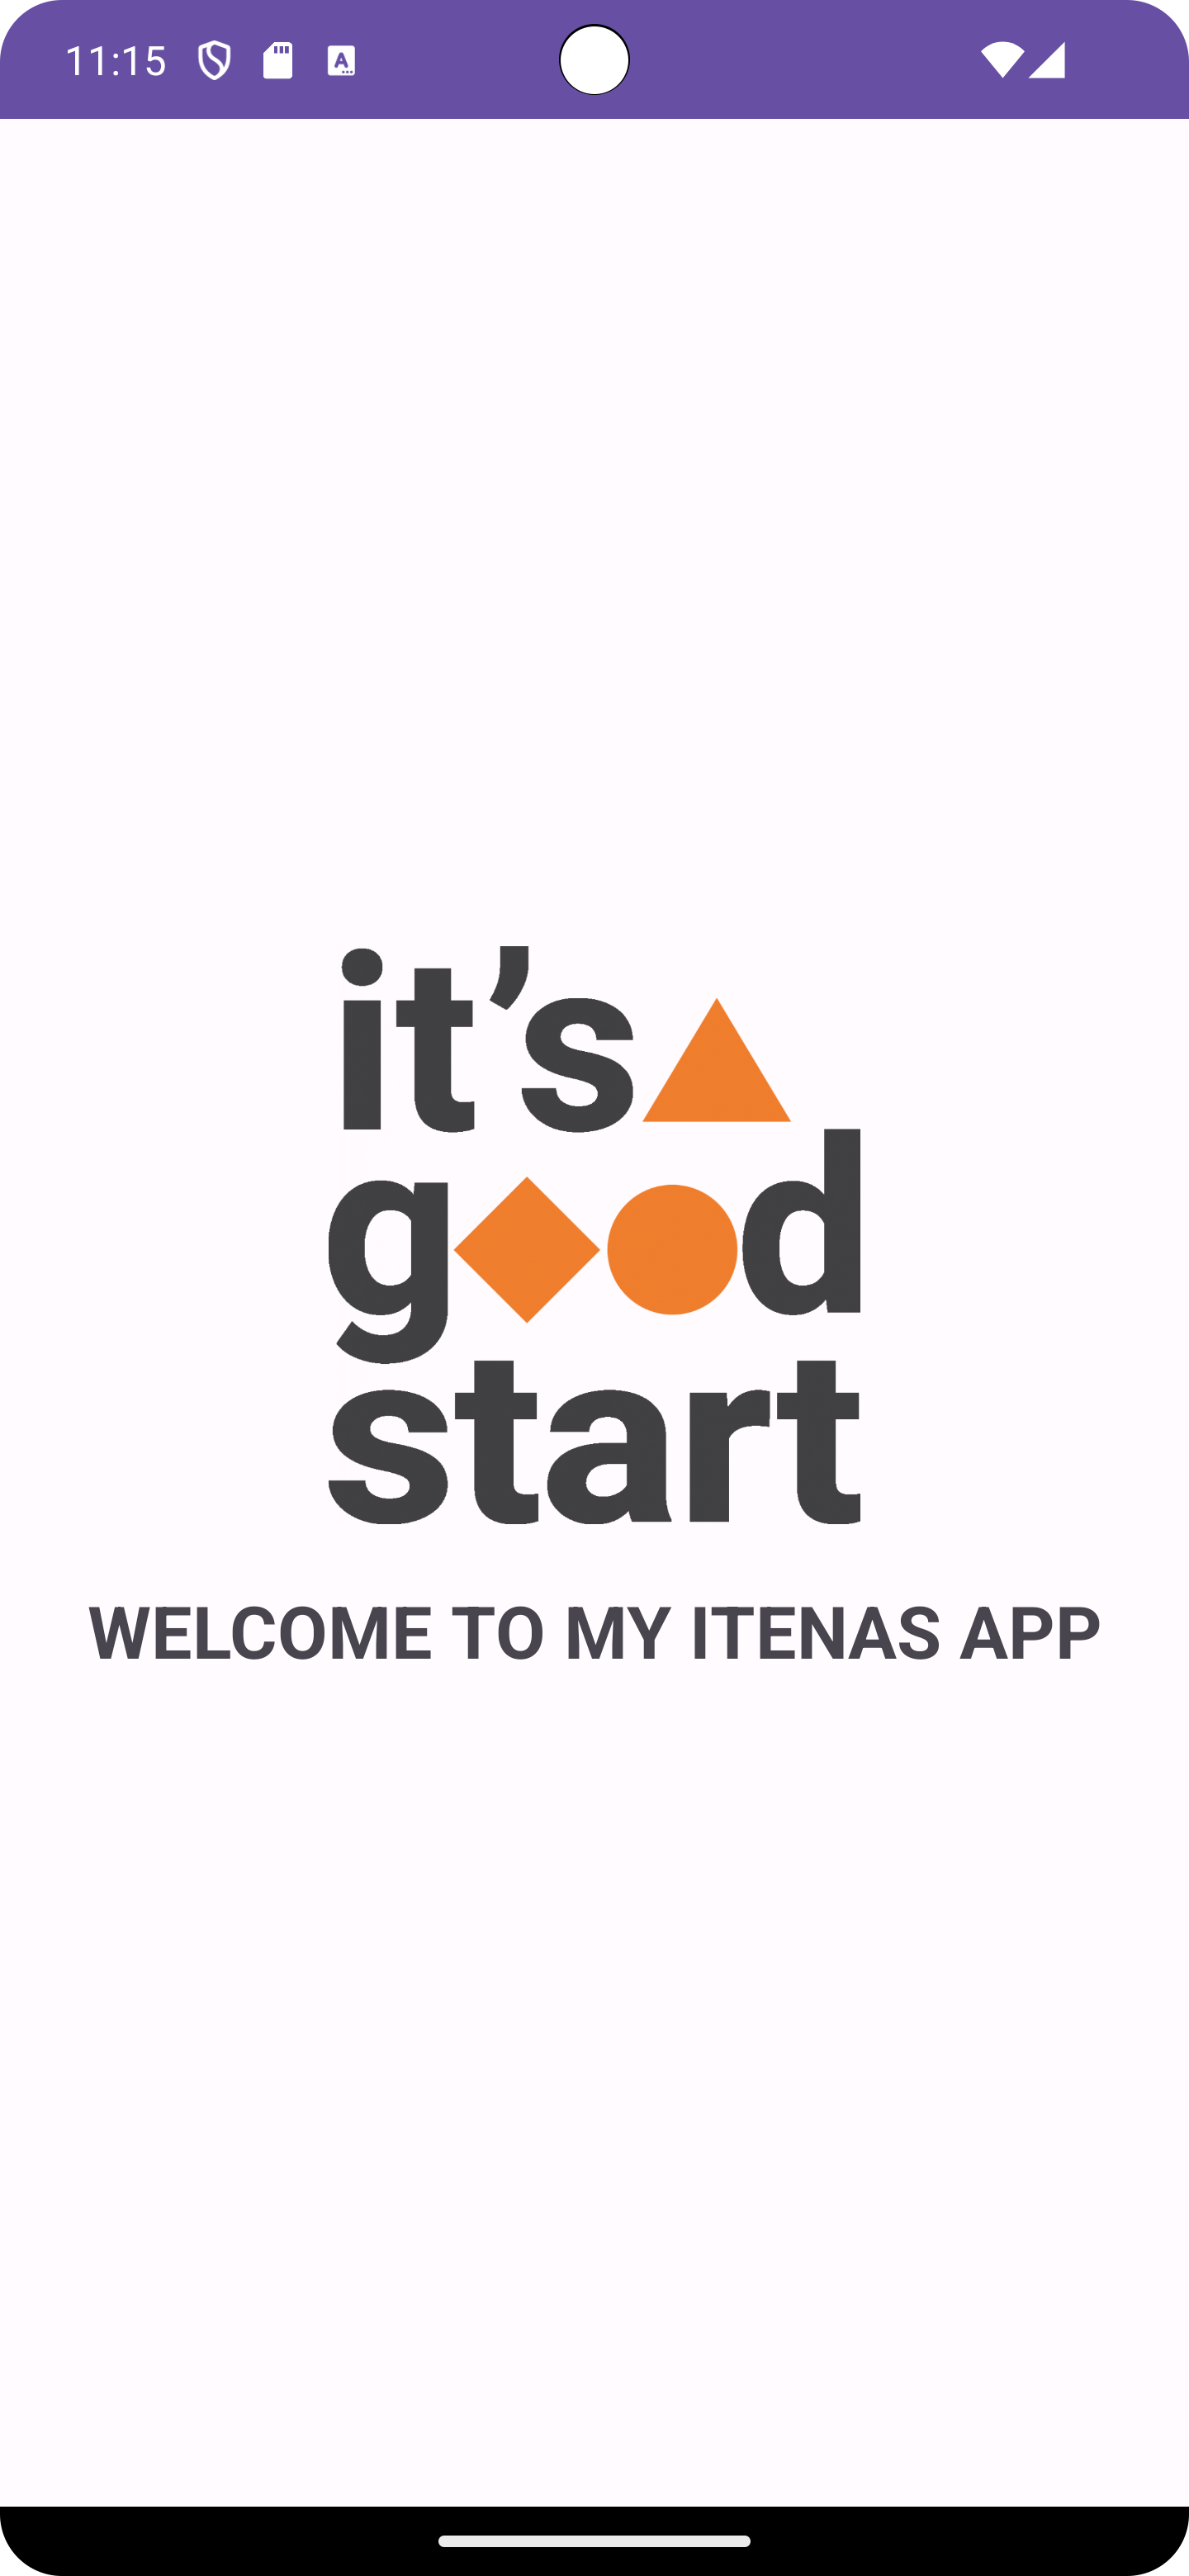 11:15
it’s
good
start
WELCOME TO MY ITENAS APP